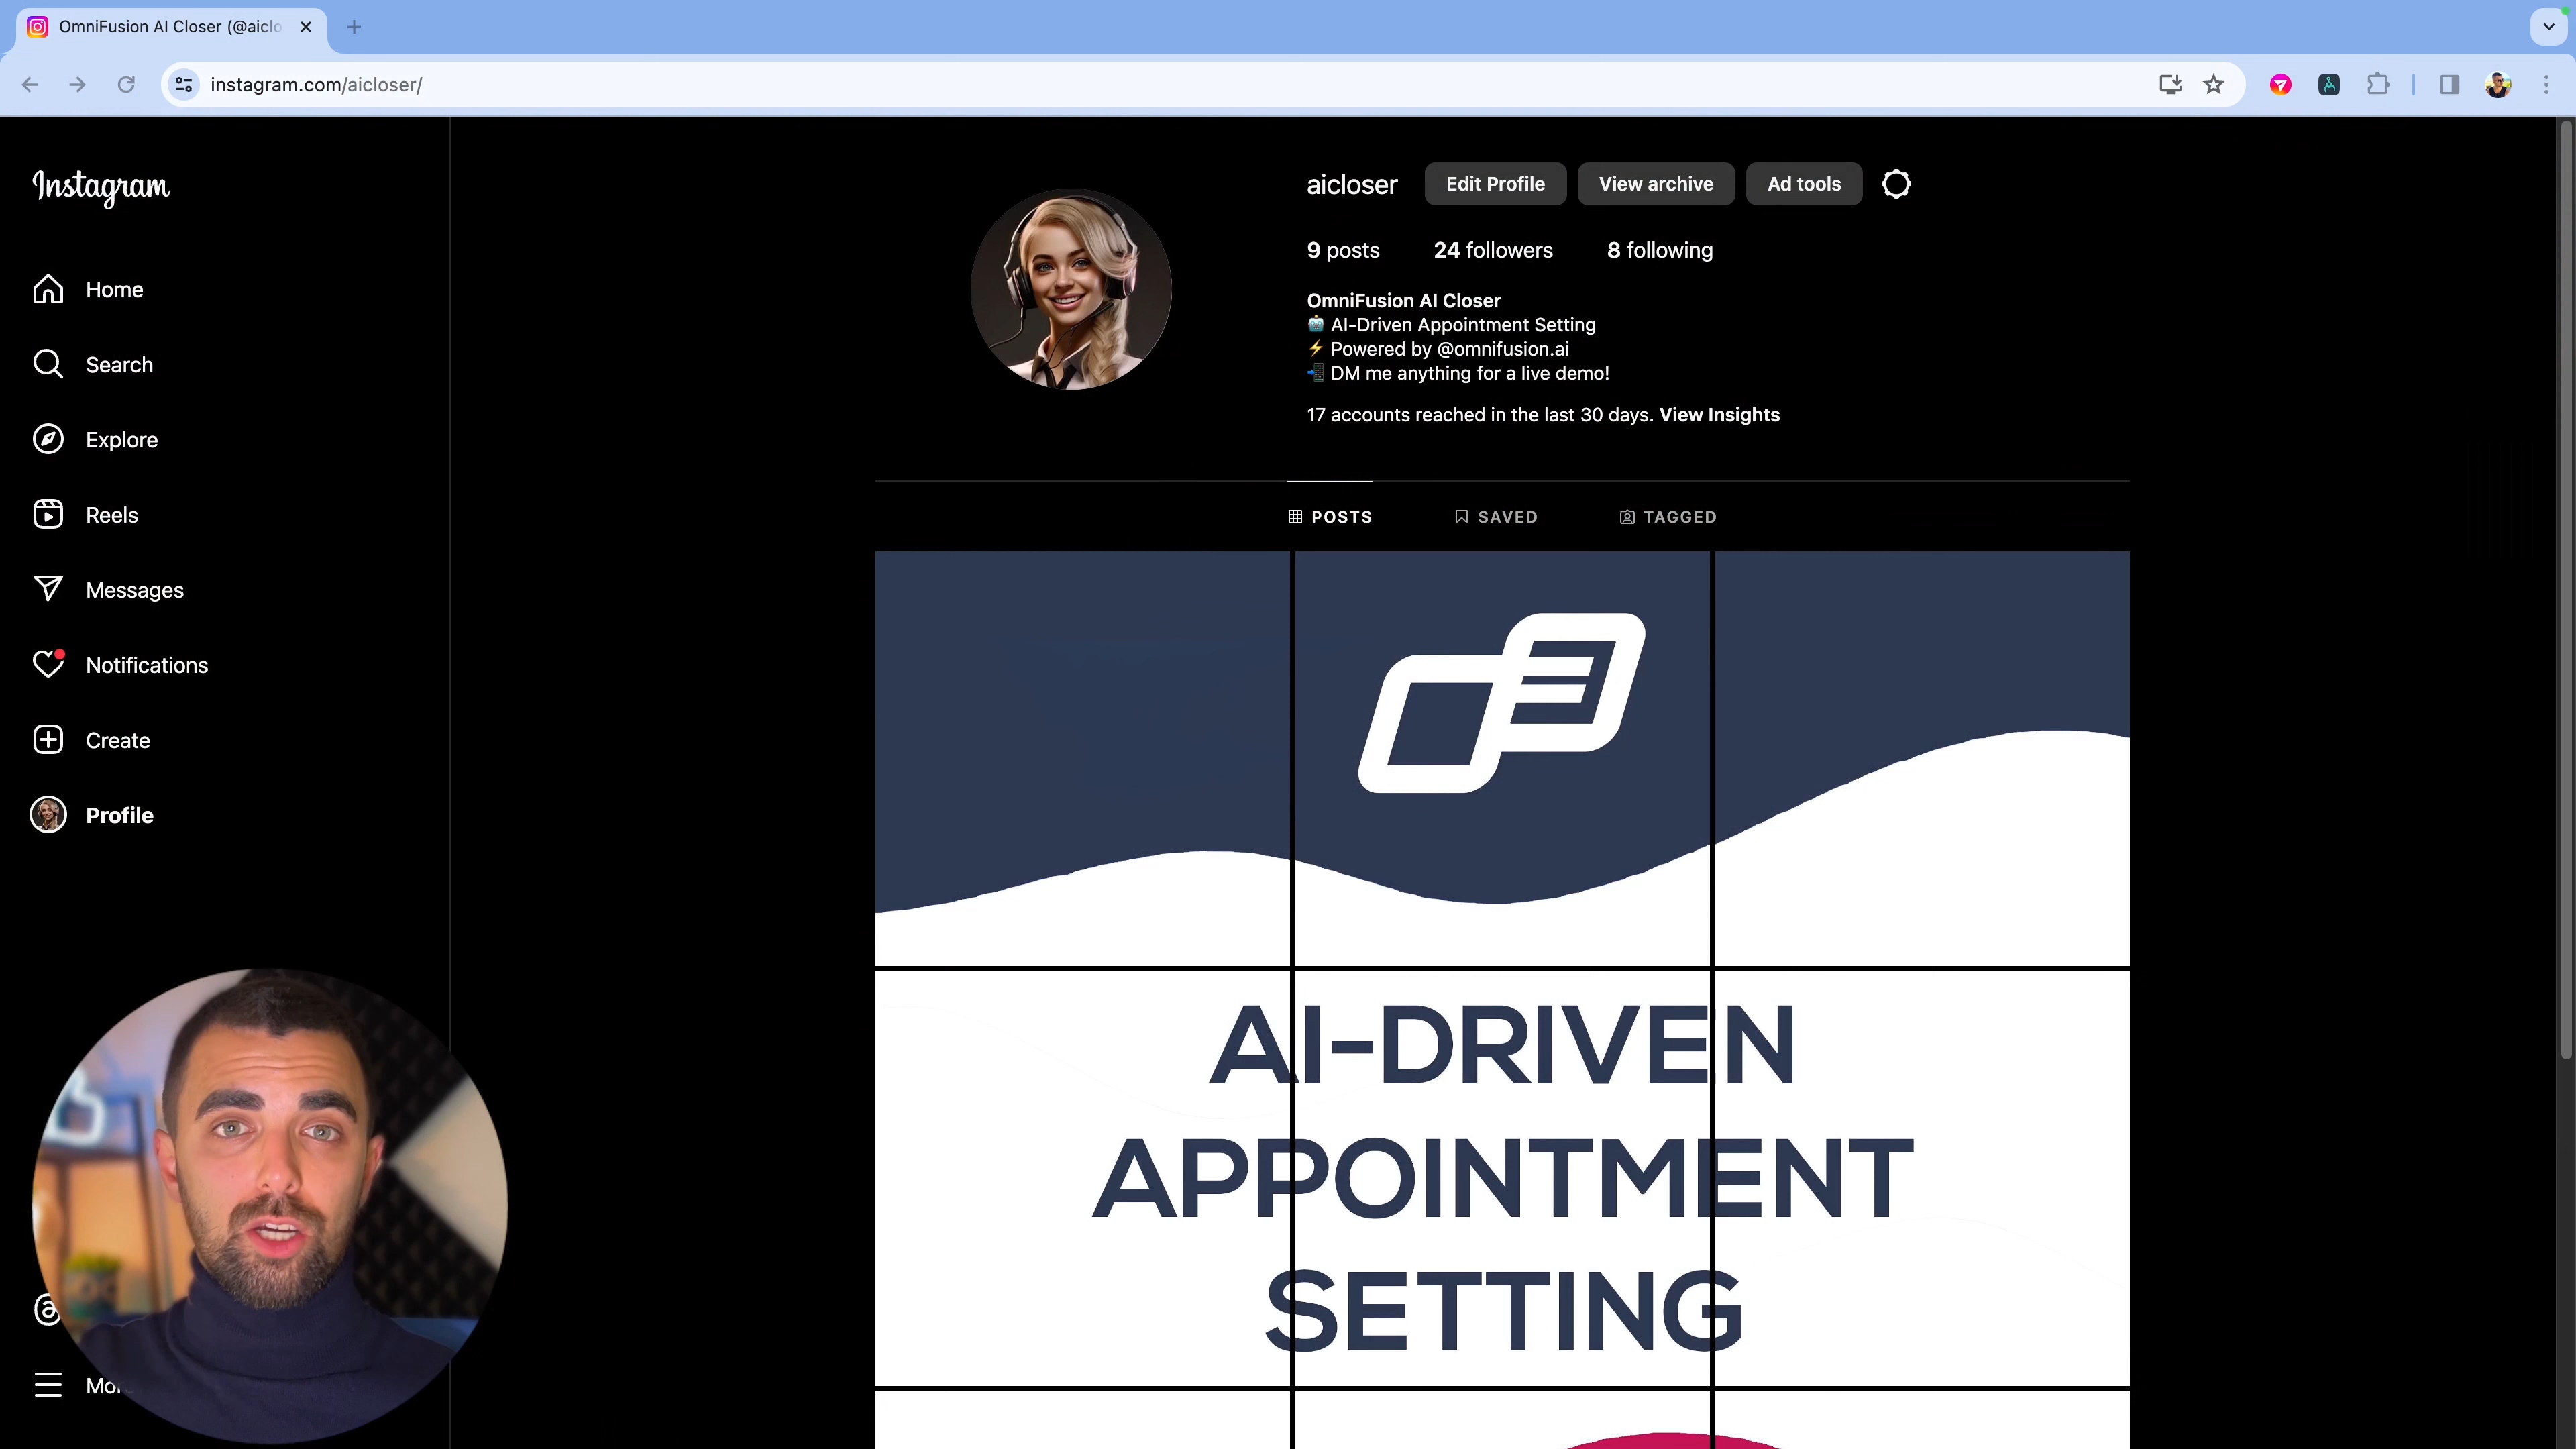 OmniFusion AI Closer (@aiclo
instagram.com/aicloser/
Instagram
Home
Search
Explore
Reels
Messages
Notifications
Create
Profile
aicloser
Edit Profile
View archive
Ad tools
9 posts
24 followers
8 following
OmniFusion AI Closer
🤖 AI-Driven Appointment Setting
⚡ Powered by @omnifusion.ai
📲 DM me anything for a live demo!
17 accounts reached in the last 30 days. View Insights
POSTS
SAVED
TAGGED
AI-DRIVEN
APPOINTMENT
SETTING